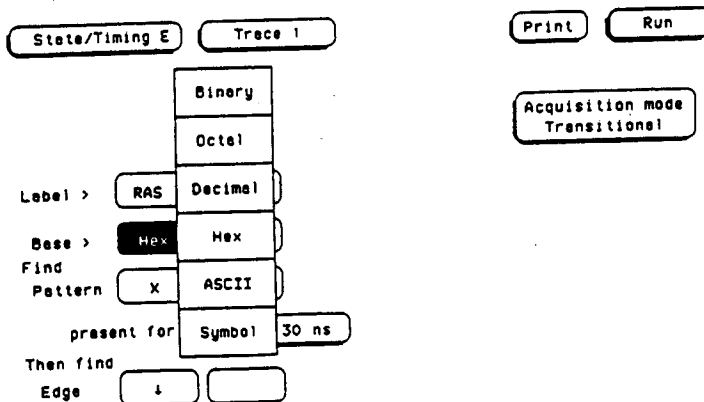 State/Timing E Trace 1 Print Run
Binary
Acquisition mode
Transitional
Octal
Label > RAS Decimal
Base > Hex Hex
Find
Pattern X ASCII
present for Symbol 30 ns
Then find
Edge ↓